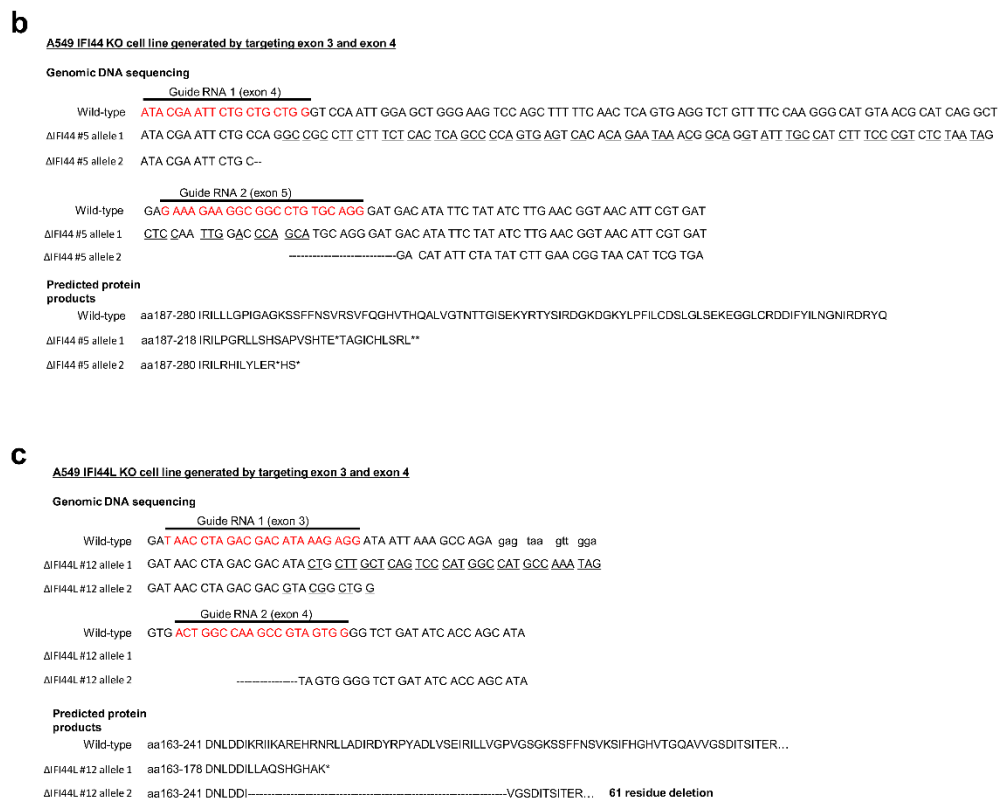 b
A549 IFI44 KO cell line generated by targeting exon 3 and exon 4
Genomic DNA sequencing
Guide RNA 1 (exon 4)
Wild-type ATA CGA ATT CTG CTG CTG GGT CCA ATT GGA GCT GGG AAG TCC AGC TTT TTC AAC TCA GTG AGG TCT GTT TTC CAA GGG CAT GTA ACG CAT CAG GCT
ΔIFI44 #5 allele 1 ATA CGA ATT CTG CCA GGC CGC CTT CTT TCT CAC TCA GCC CCA GTG AGT CAC ACA GAA TAA ACG GCA GGT ATT TGC CAT CTT TCC CGT CTC TAA TAG
ΔIFI44 #5 allele 2 ATA CGA ATT CTG C--
Guide RNA 2 (exon 5)
Wild-type GAG AAA GAA GGC GGC CTG TGC AGG GAT GAC ATA TTC TAT ATC TTG AAC GGT AAC ATT CGT GAT
ΔIFI44 #5 allele 1 CTC CAA TTG GAC CCA GCA TGC AGG GAT GAC ATA TTC TAT ATC TTG AAC GGT AAC ATT CGT GAT
ΔIFI44 #5 allele 2 ---------------------------GA CAT ATT CTA TAT CTT GAA CGG TAA CAT TCG TGA
Predicted protein
products
Wild-type aa187-280 IRILLLGPIGAGKSSFFNSVRSVFQGHVTHQALVGTNTTGISEKYRTYSIRDGKDGKYLPFILCDSLGLSEKEGGLCRDDIFYILNGNIRDRYQ
ΔIFI44 #5 allele 1 aa187-218 IRILPGRLLSHSAPVSHTE*TAGICHLSRL**
ΔIFI44 #5 allele 2 aa187-280 IRILRHILYLER*HS*
c
A549 IFI44L KO cell line generated by targeting exon 3 and exon 4
Genomic DNA sequencing
Guide RNA 1 (exon 3)
Wild-type GAT AAC CTA GAC GAC ATA AAG AGG ATA ATT AAA GCC AGA gag taa gtt gga
ΔIFI44L #12 allele 1 GAT AAC CTA GAC GAC ATA CTG CTT GCT CAG TCC CAT GGC CAT GCC AAA TAG
ΔIFI44L #12 allele 2 GAT AAC CTA GAC GAC GTA CGG CTG G
Guide RNA 2 (exon 4)
Wild-type GTG ACT GGC CAA GCC GTA GTG GGG TCT GAT ATC ACC AGC ATA
ΔIFI44L #12 allele 1
ΔIFI44L #12 allele 2 ----------------TA GTG GGG TCT GAT ATC ACC AGC ATA
Predicted protein
products
Wild-type aa163-241 DNLDDIKRIIKAREHRNRLLADIRDYRPYADLVSEIRILLVGPVGSGKSSFFNSVKSIFHGHVTGQAVVGSDITSITER…
ΔIFI44L #12 allele 1 aa163-178 DNLDDILLAQSHGHAK*
ΔIFI44L #12 allele 2 aa163-241 DNLDDI-------------------------------------------------------------VGSDITSITER… 61 residue deletion